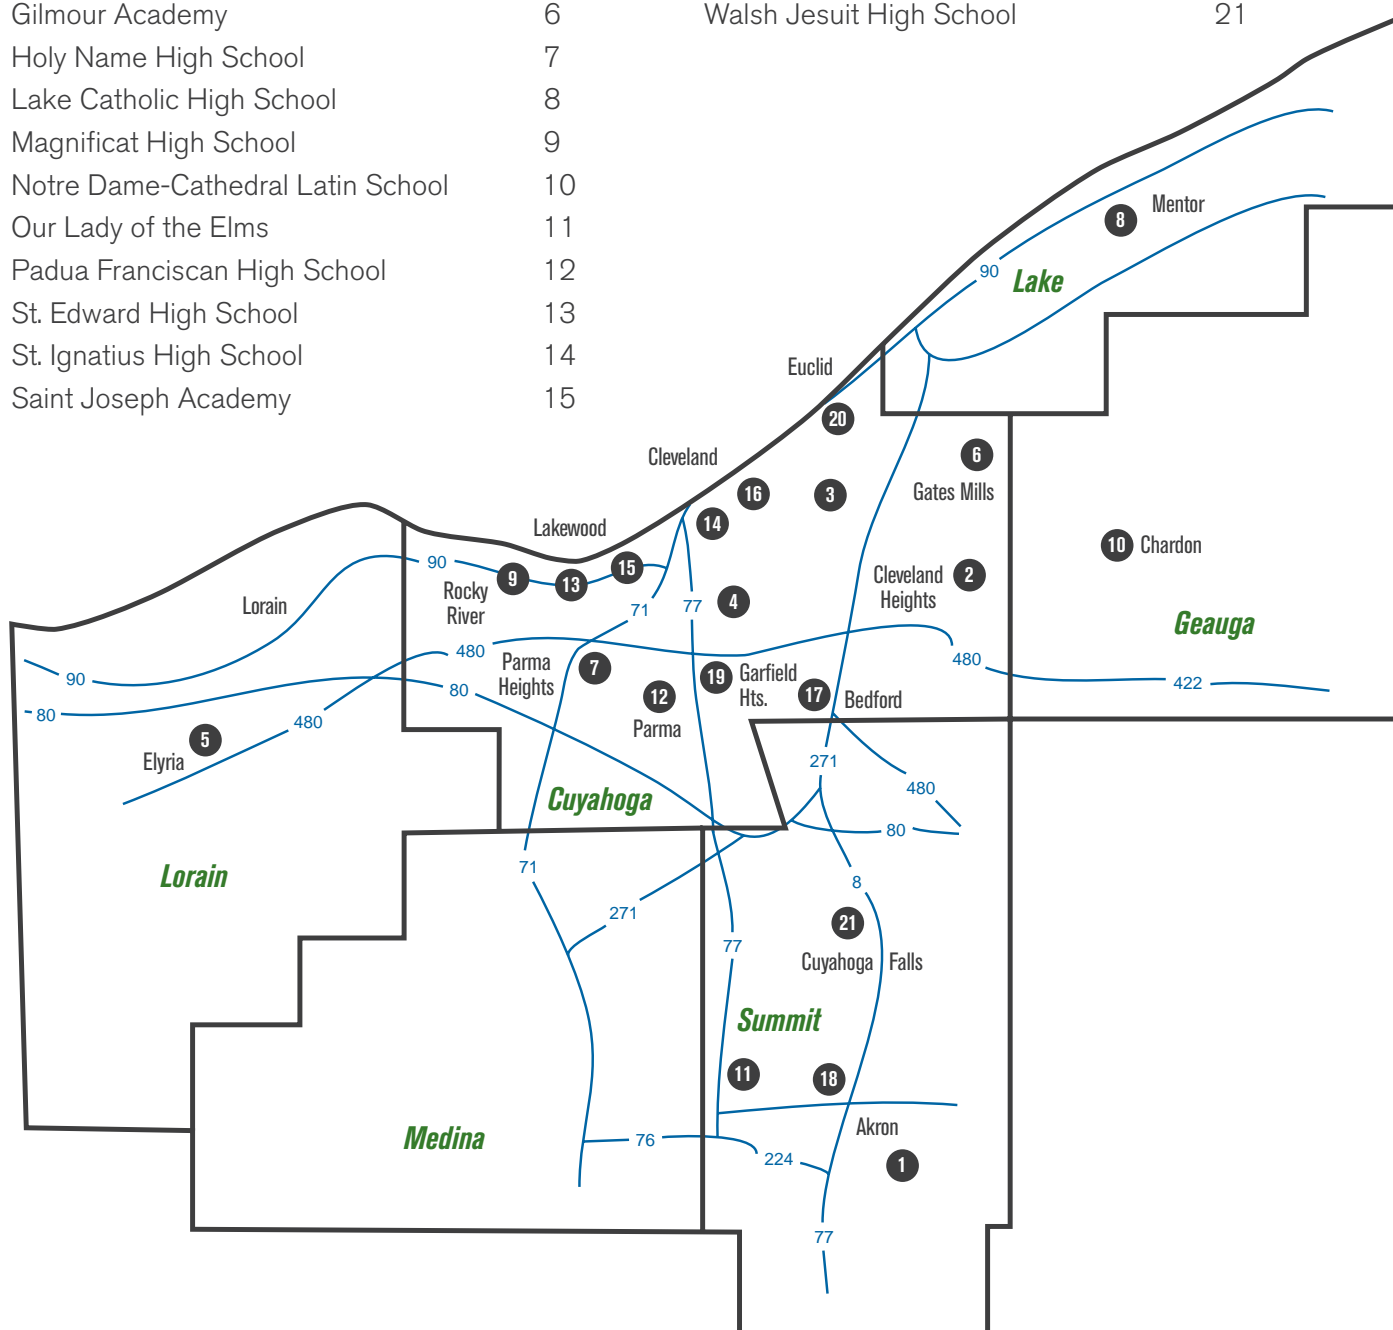 Gilmour Academy 6
Walsh Jesuit High School 21
Holy Name High School 7
Lake Catholic High School 8
Magnificat High School 9
Notre Dame-Cathedral Latin School 10
Our Lady of the Elms 11
Padua Franciscan High School 12
St. Edward High School 13
St. Ignatius High School 14
Saint Joseph Academy 15
8 Mentor
90
Lake
Euclid
20
Cleveland
6
Gates Mills
16
3
14
Lakewood
10 Chardon
90
9
13
15
Rocky
River
Cleveland
Heights
2
Lorain
71
77
4
Geauga
480
480
Parma
Heights
7
19
Garfield
Hts.
90
80
12
17
Bedford
422
80
480
Parma
5
Elyria
271
480
Cuyahoga
80
71
Lorain
8
271
21
77
Cuyahoga Falls
Summit
11
18
Akron
Medina
76
224
1
77